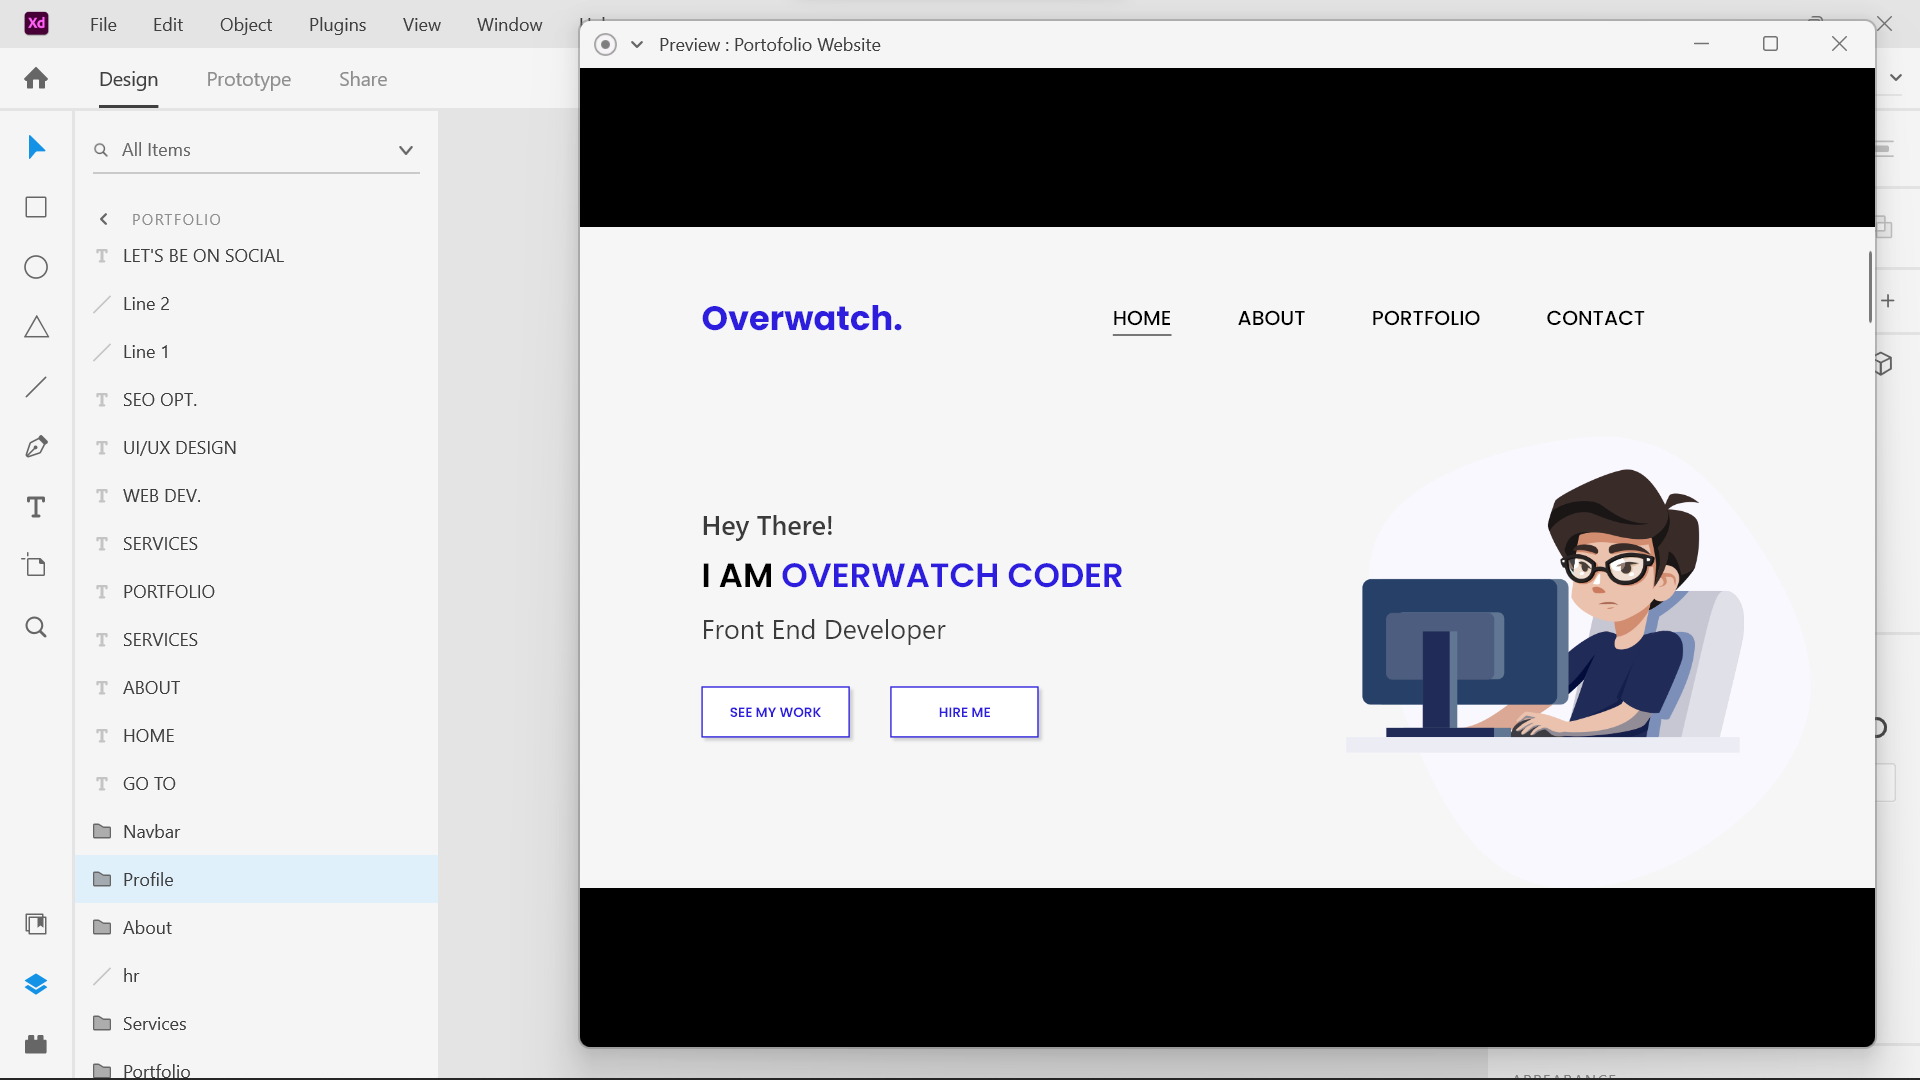 Xd File Edit Object Plugins View Window
Preview : Portofolio Website
Design Prototype Share
All Items
PORTFOLIO
LET'S BE ON SOCIAL
Line 2
Line 1
SEO OPT.
UI/UX DESIGN
WEB DEV.
SERVICES
PORTFOLIO
SERVICES
ABOUT
HOME
GO TO
Navbar
Profile
About
hr
Services
Portfolio
Overwatch. HOME ABOUT PORTFOLIO CONTACT
Hey There!
I AM OVERWATCH CODER
Front End Developer
SEE MY WORK HIRE ME
APPEARANCE